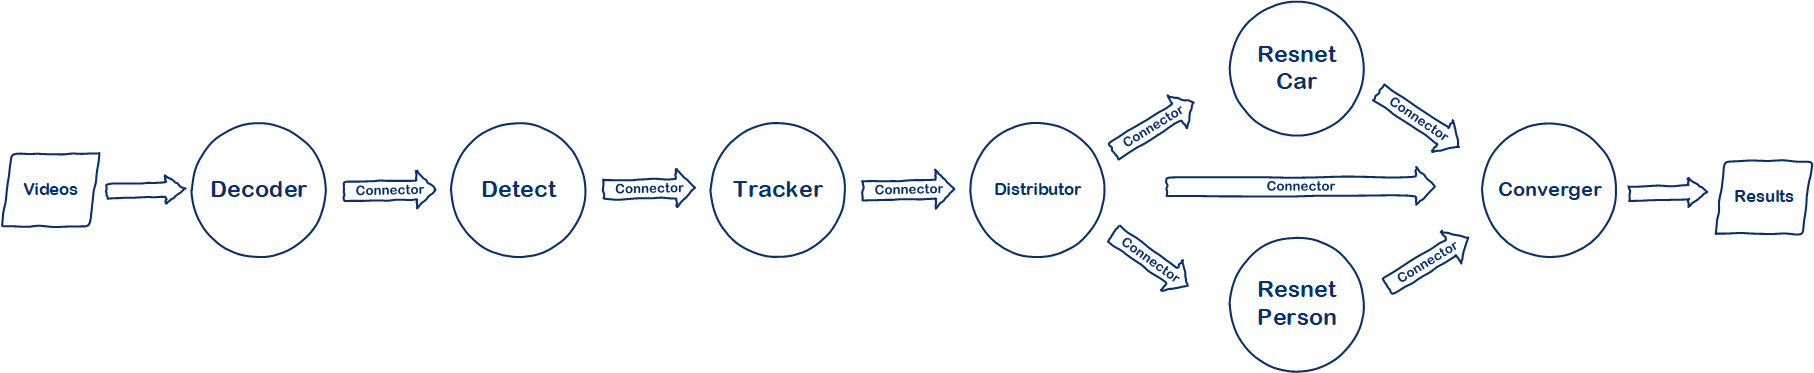 Videos
Decoder
Connector
Detect
Connector
Tracker
Connector
Distributor
Connector
Resnet
Car
Connector
Connector
Connector
Resnet
Person
Connector
Converger
Results